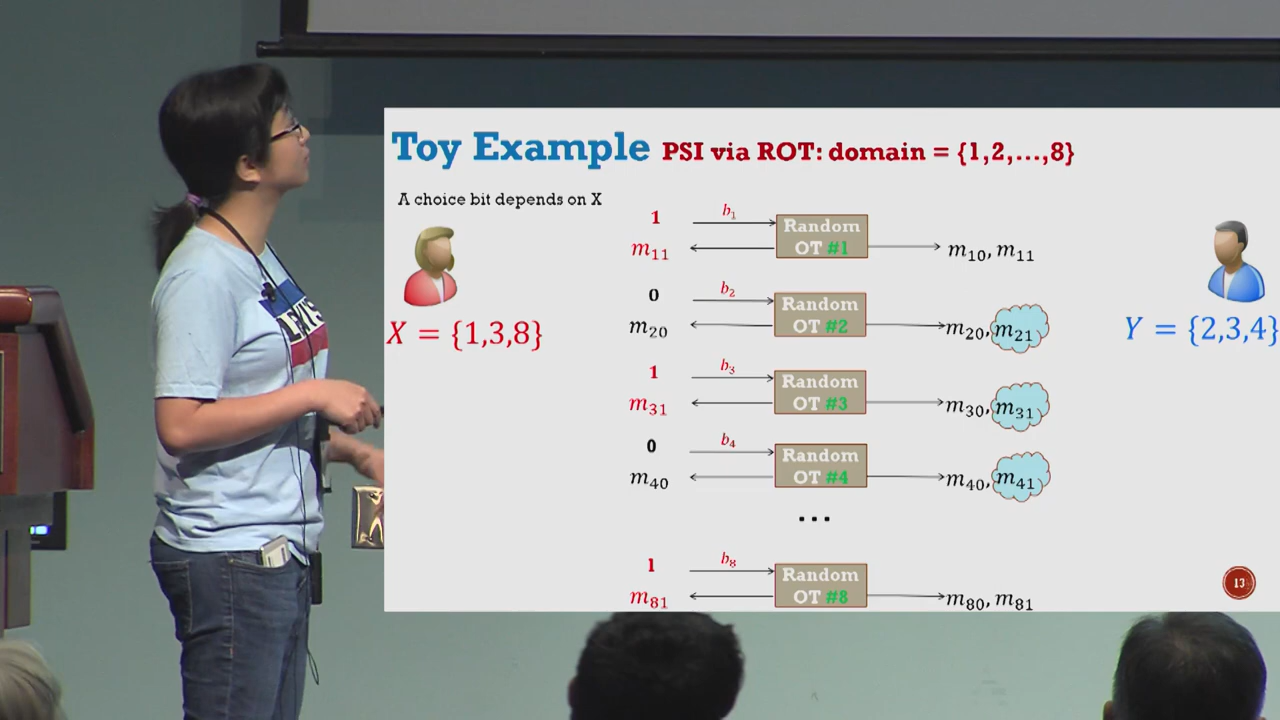 Toy Example PSI via ROT: domain = {1,2,...,8}
A choice bit depends on X
1 b₁ Random
m₁₁ OT #1 m₁₀, m₁₁
0 b₂ Random
m₂₀ OT #2 m₂₀, m₂₁
X = {1,3,8}
Y = {2,3,4}
1 b₃ Random
m₃₁ OT #3 m₃₀, m₃₁
0 b₄ Random
m₄₀ OT #4 m₄₀, m₄₁
...
1 b₈ Random
m₈₁ OT #8 m₈₀, m₈₁
13